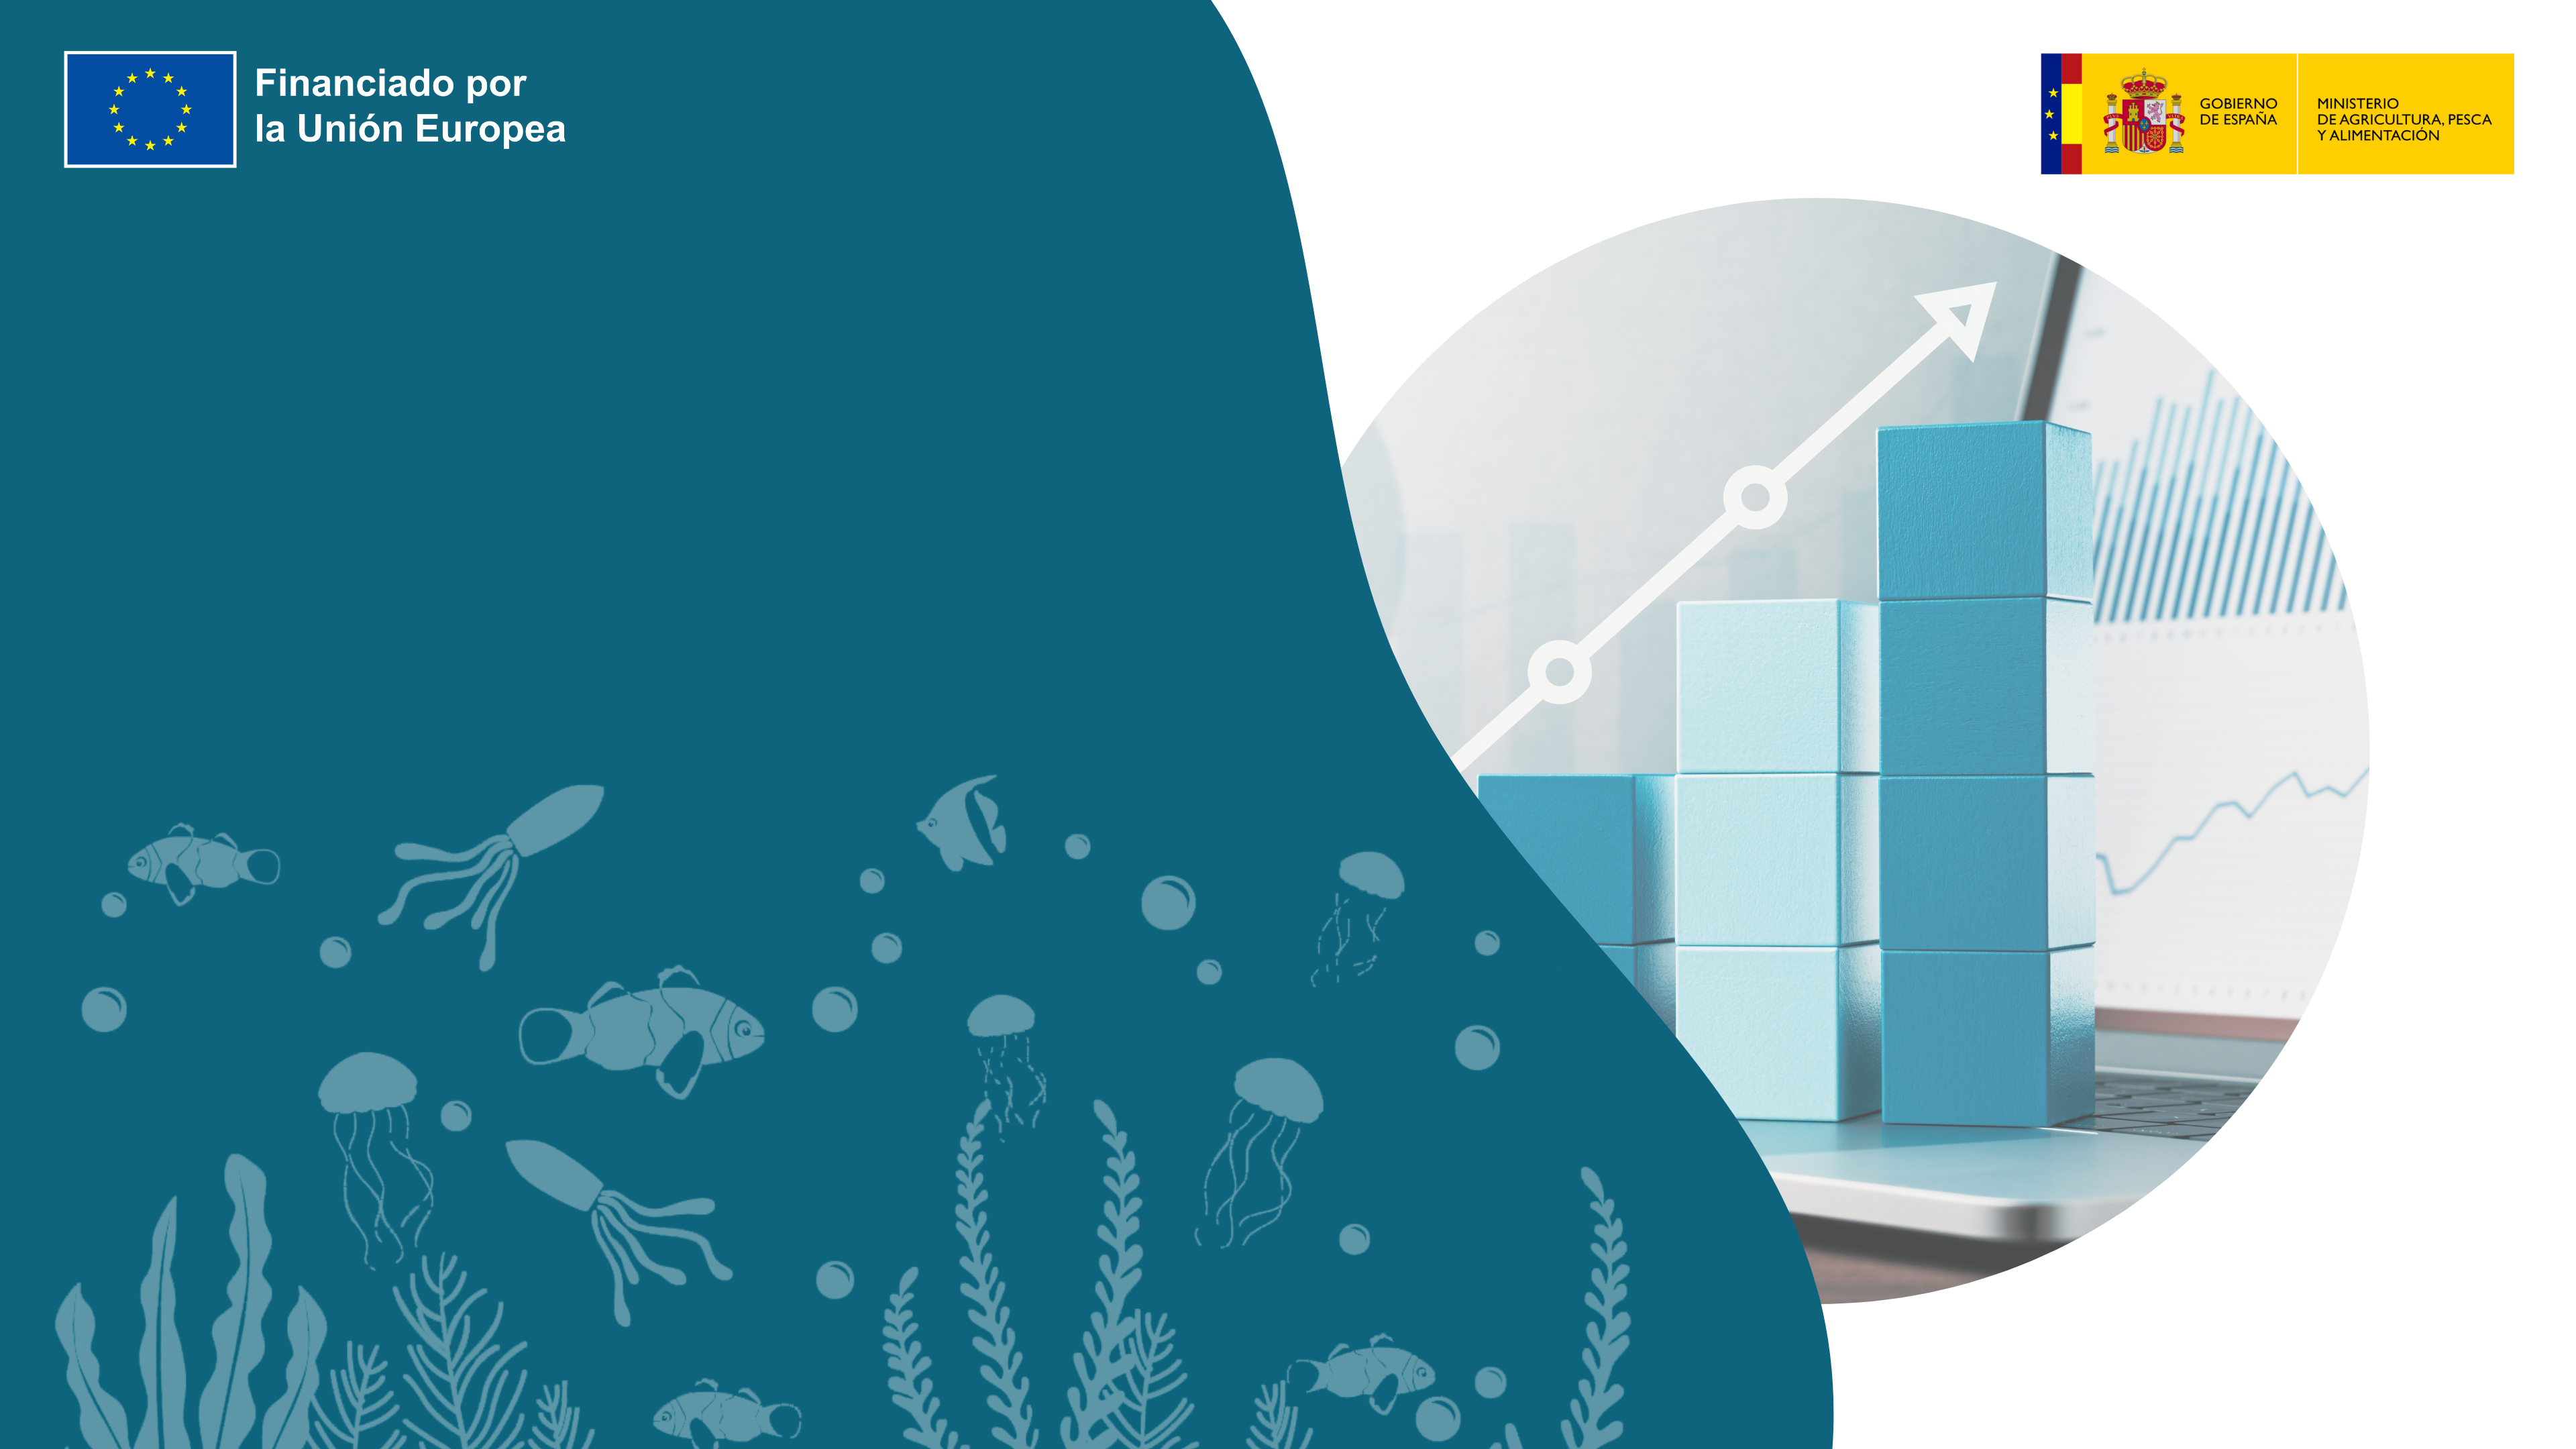 Financiado por
la Unión Europea
GOBIERNO
DE ESPAÑA
MINISTERIO
DE AGRICULTURA, PESCA
Y ALIMENTACIÓN